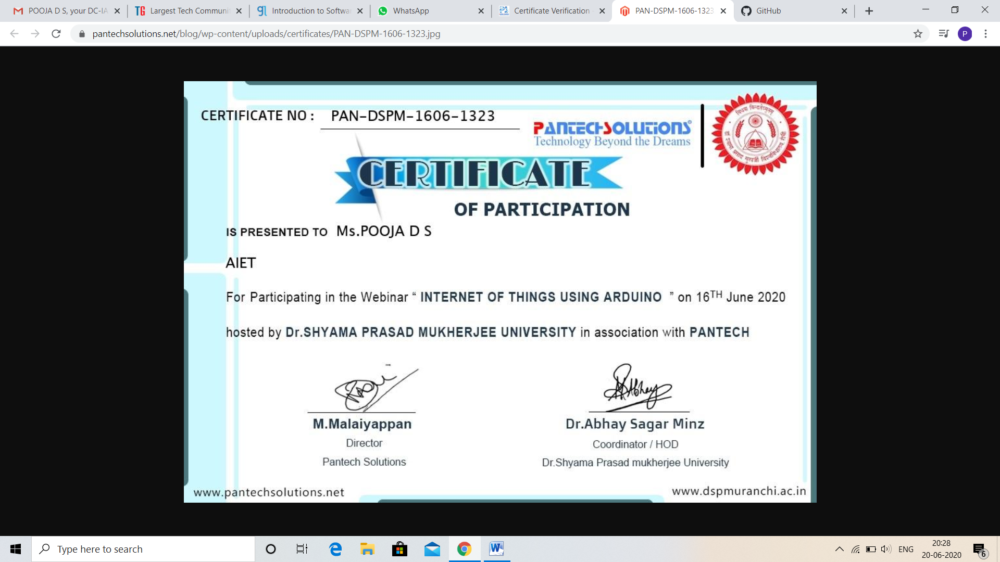 POOJA D S, your DC-IA
Largest Tech Communi
Introduction to Softwa
WhatsApp
Certificate Verification
PAN-DSPM-1606-1323
GitHub
pantechsolutions.net/blog/wp-content/uploads/certificates/PAN-DSPM-1606-1323.jpg
P
CERTIFICATE NO : PAN-DSPM-1606-1323
PANTECHSOLUTIONS®
Technology Beyond the Dreams
CERTIFICATE
OF PARTICIPATION
IS PRESENTED TO Ms.POOJA D S
AIET
For Participating in the Webinar “ INTERNET OF THINGS USING ARDUINO ” on 16TH June 2020
hosted by Dr.SHYAMA PRASAD MUKHERJEE UNIVERSITY in association with PANTECH
M.Malaiyappan
Director
Pantech Solutions
Dr.Abhay Sagar Minz
Coordinator / HOD
Dr.Shyama Prasad mukherjee University
www.pantechsolutions.net
www.dspmuranchi.ac.in
Type here to search
ENG
20:28
20-06-2020
6